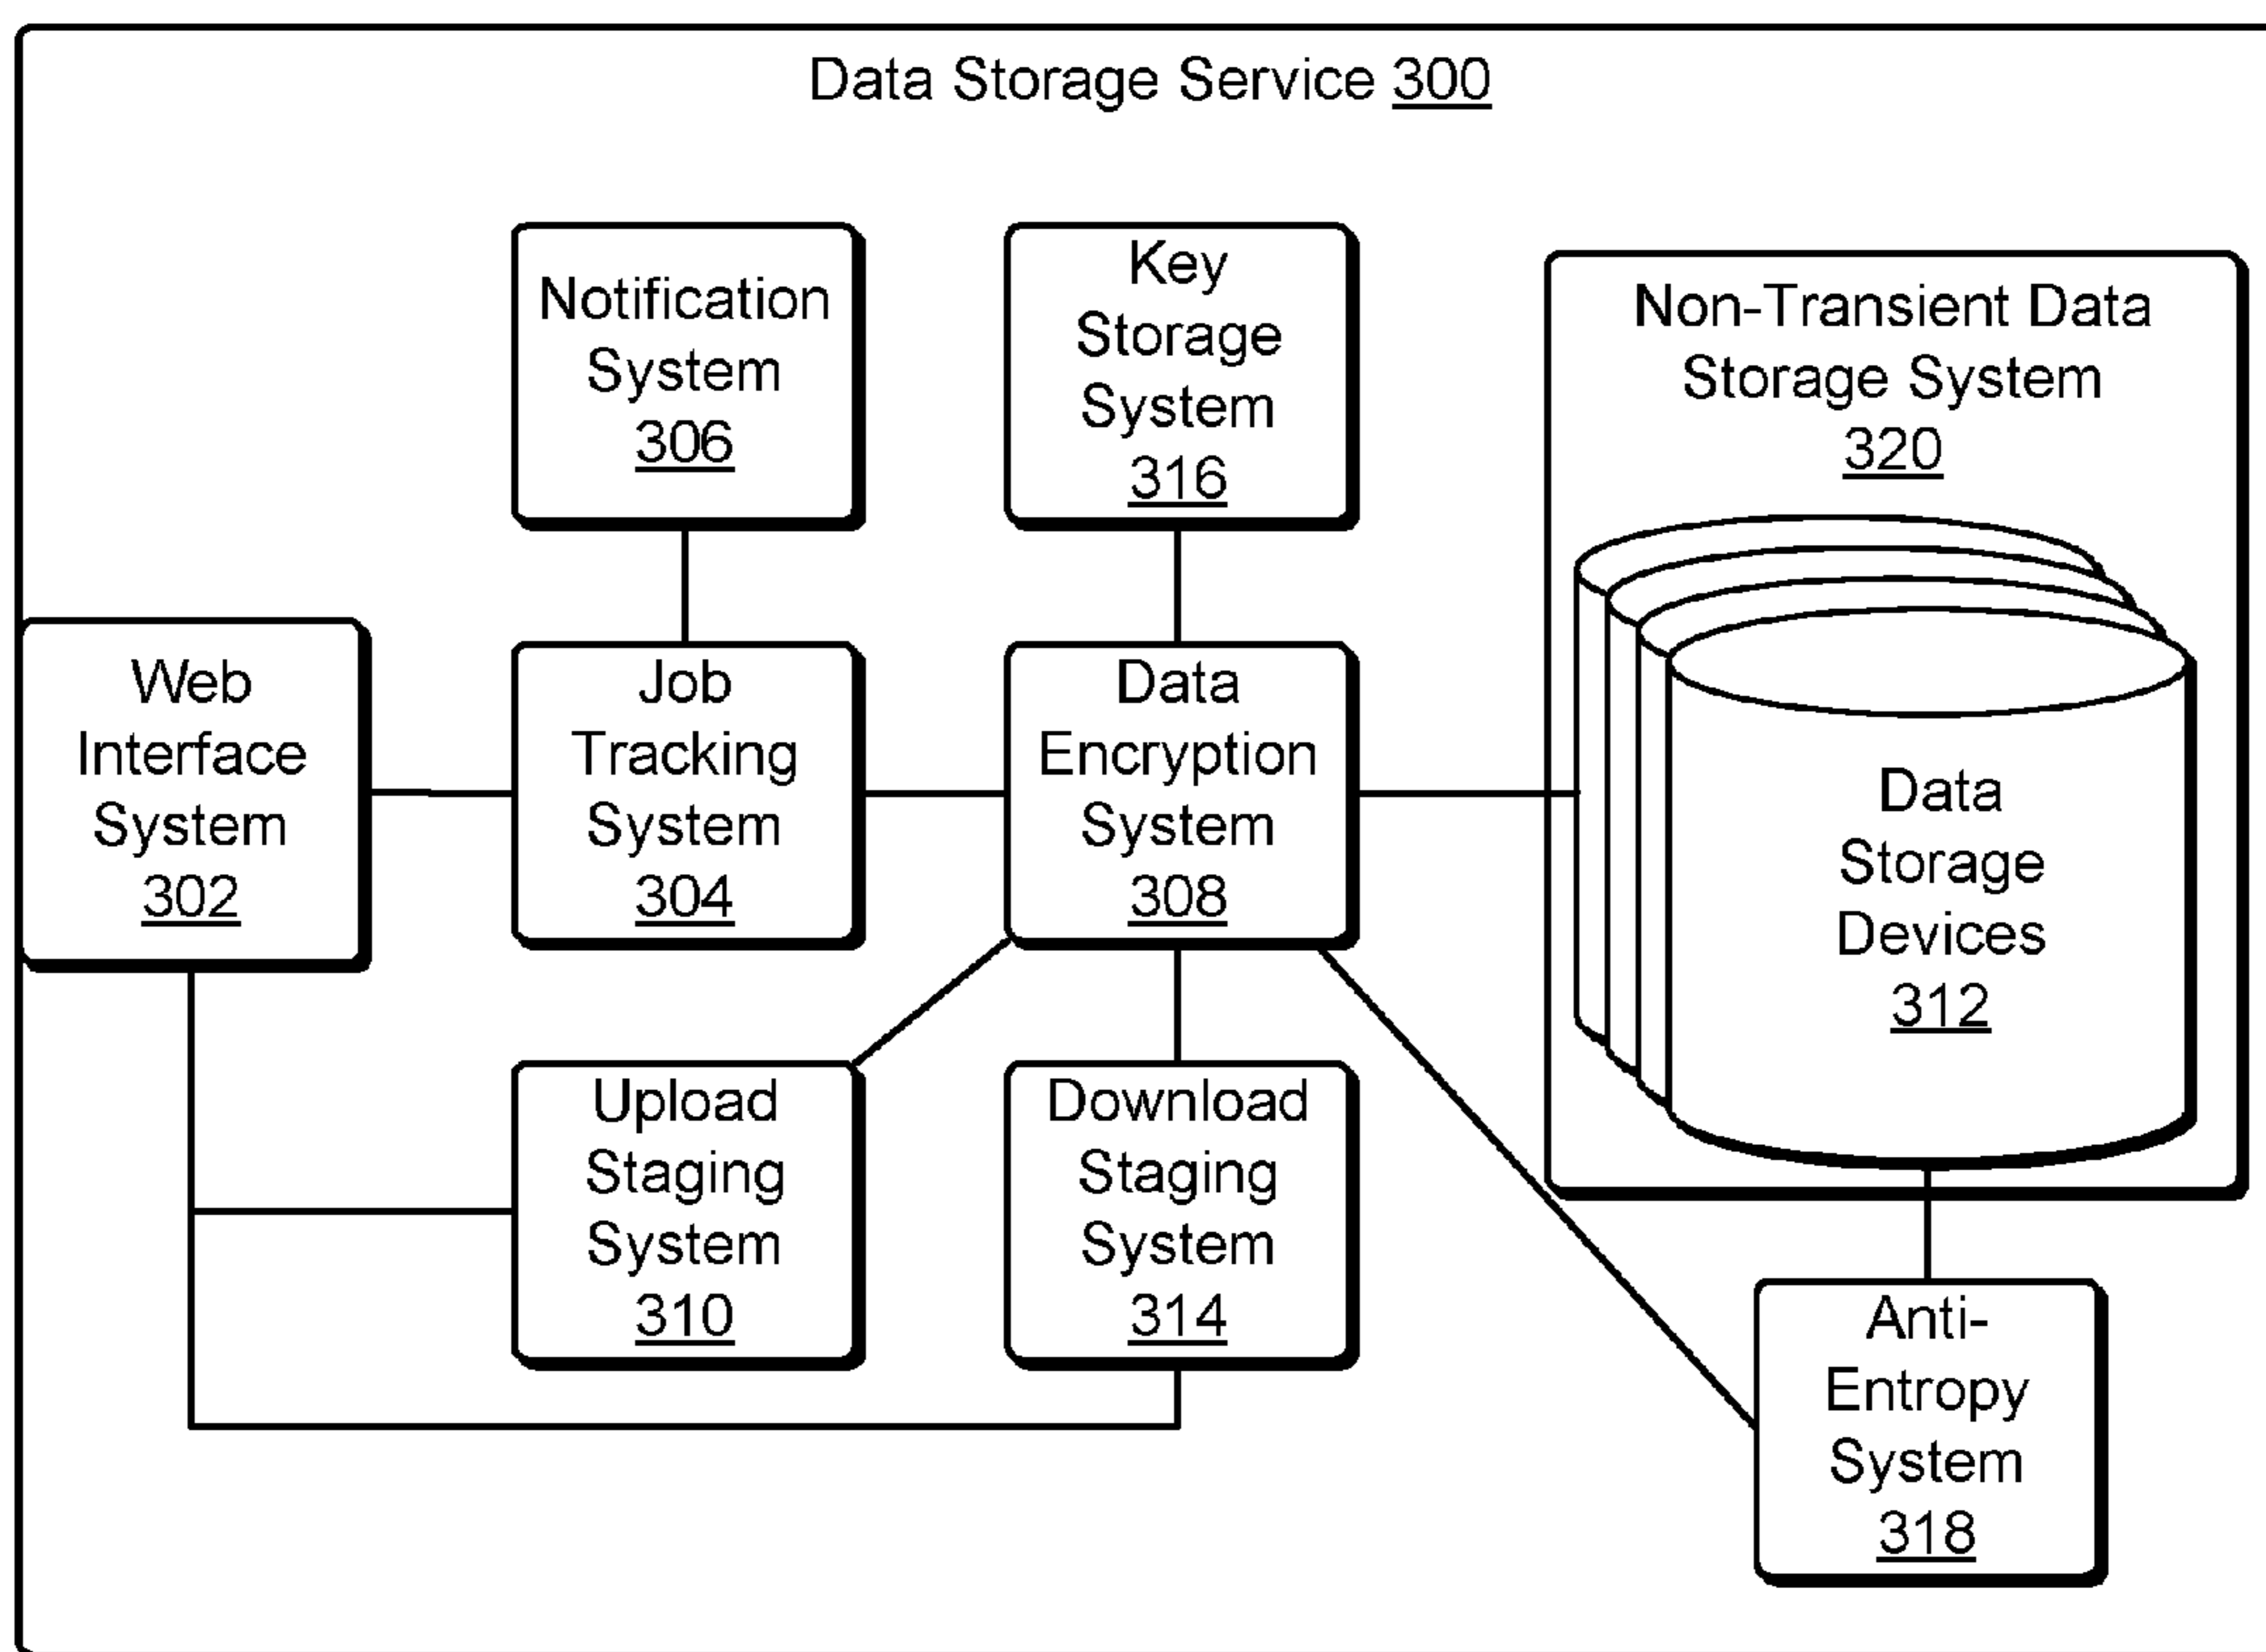 Data Storage Service 300
Notification
System
306
Key
Storage
System
316
Non-Transient Data
Storage System
320
Web
Interface
System
302
Job
Tracking
System
304
Data
Encryption
System
308
Data
Storage
Devices
312
Upload
Staging
System
310
Download
Staging
System
314
Anti-
Entropy
System
318